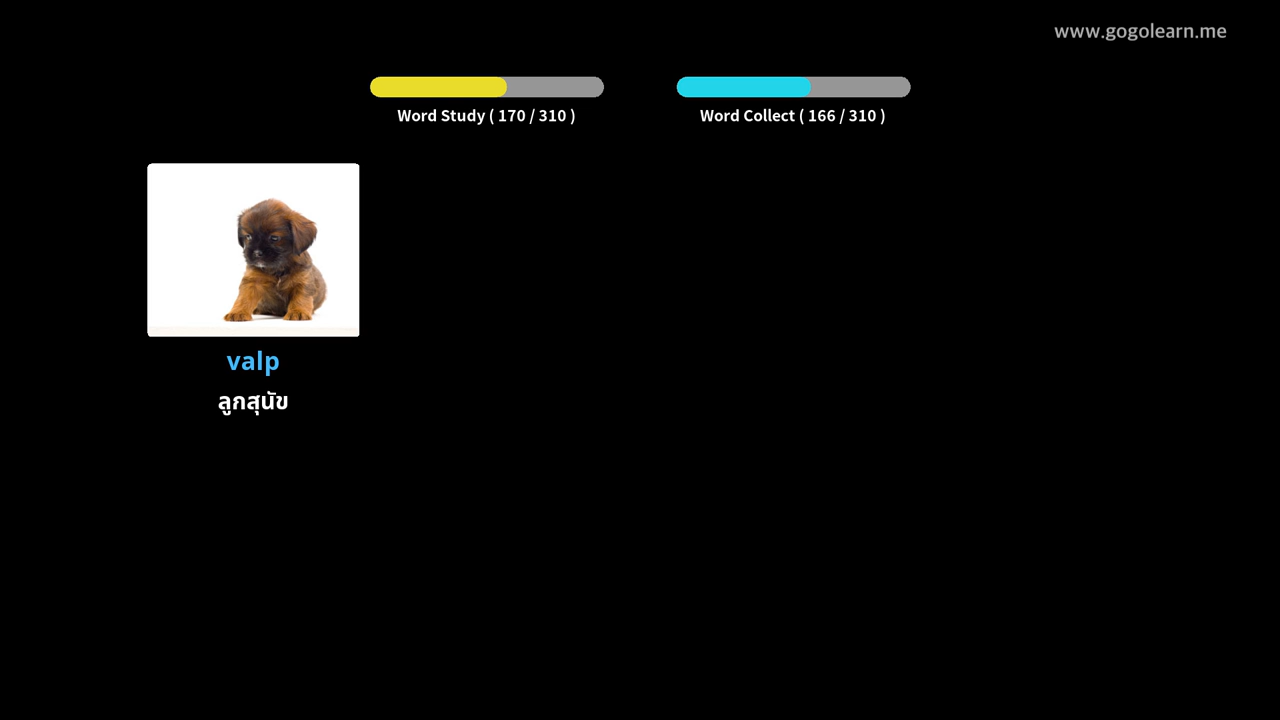 www.gogolearn.me
Word Study ( 170 / 310 )
Word Collect ( 166 / 310 )
valp
ลูกสุนัข